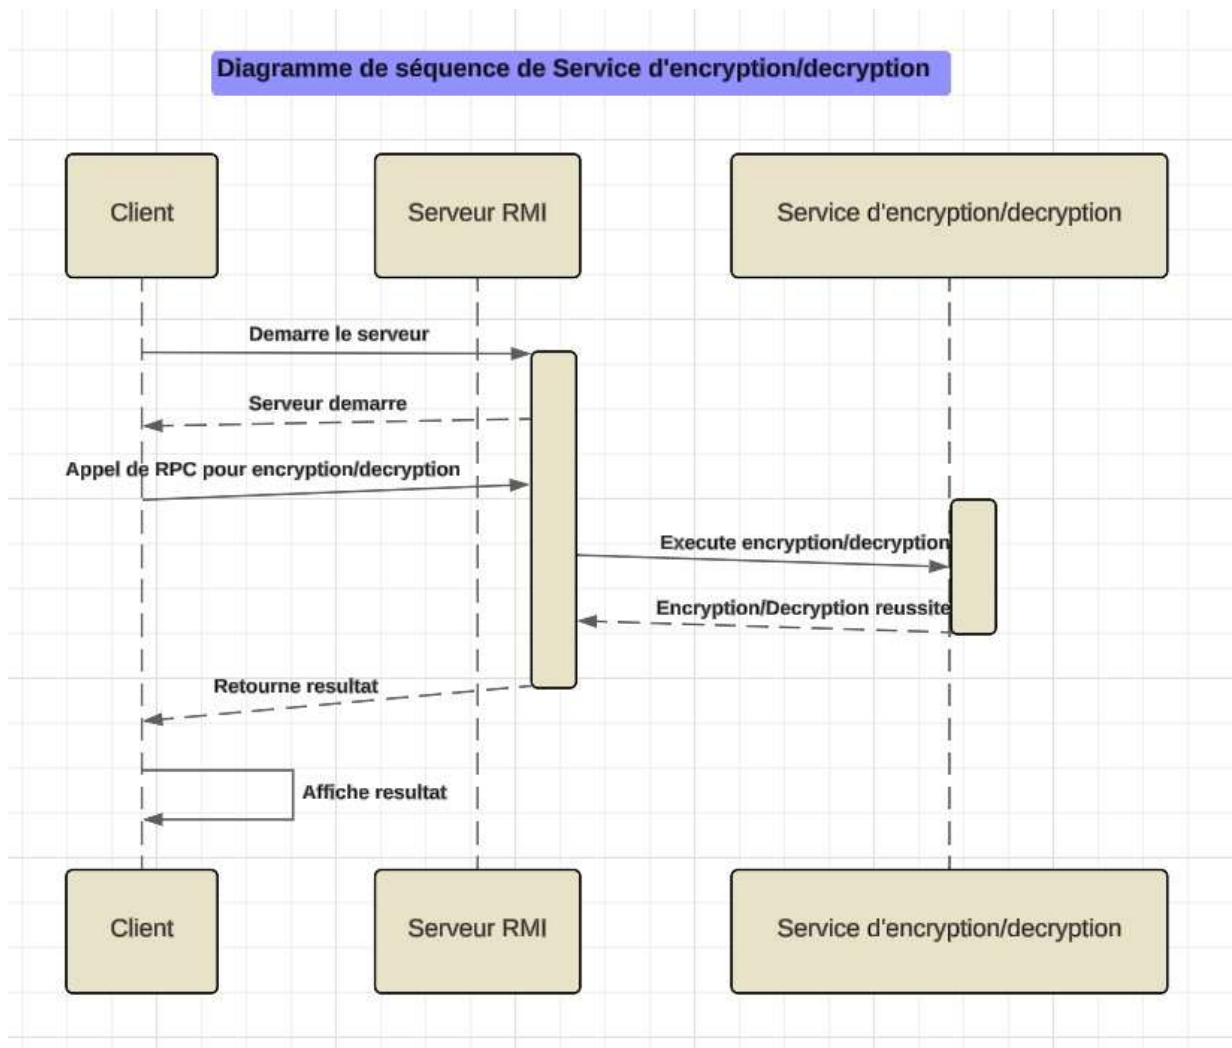 Diagramme de séquence de Service d'encryption/decryption
Client
Serveur RMI
Service d'encryption/decryption
Demarre le serveur
Serveur demarre
Appel de RPC pour encryption/decryption
Execute encryption/decryption
Encryption/Decryption reussite
Retourne resultat
Affiche resultat
Client
Serveur RMI
Service d'encryption/decryption